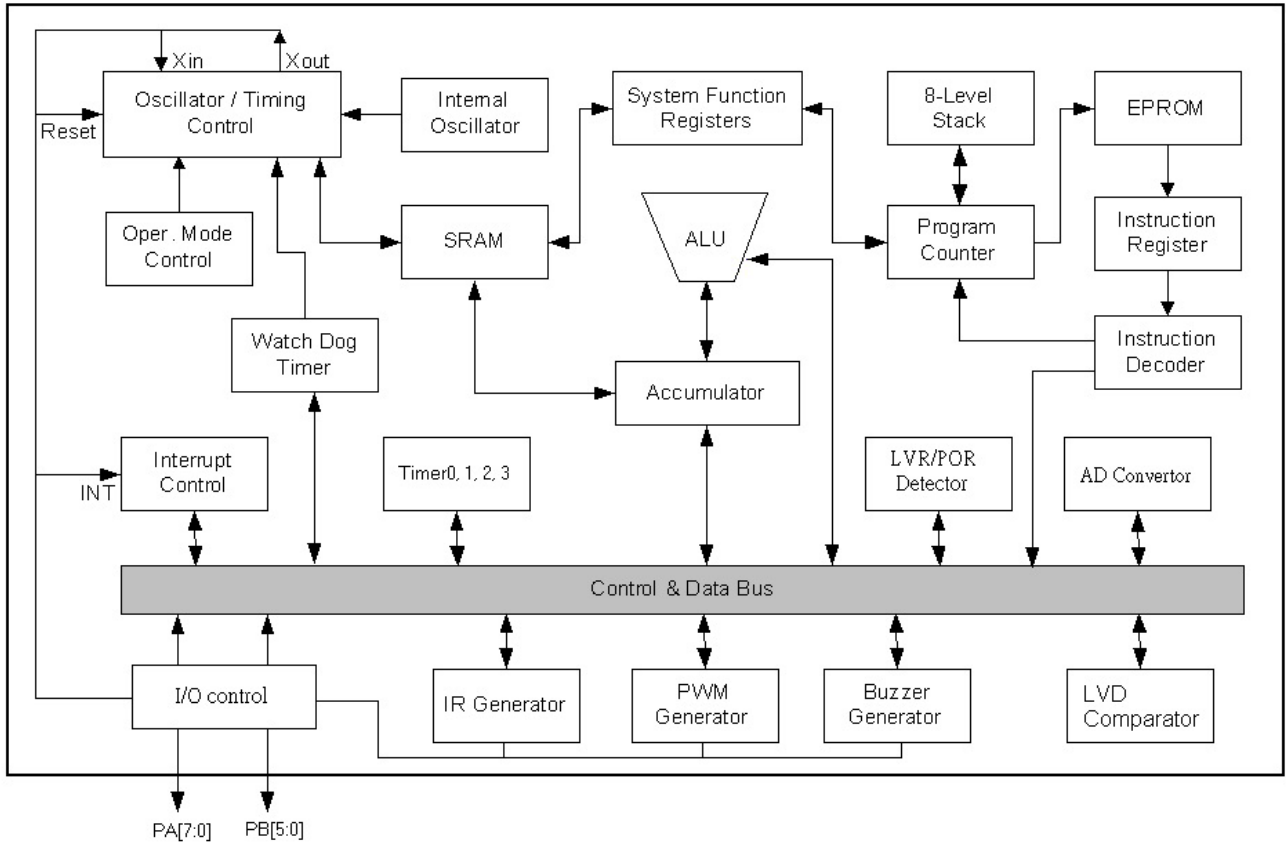 Xin
Xout
Reset
Oscillator / Timing
Control
Internal
Oscillator
System Function
Registers
8-Level
Stack
EPROM
Oper. Mode
Control
SRAM
ALU
Program
Counter
Instruction
Register
Watch Dog
Timer
Accumulator
Instruction
Decoder
Interrupt
Control
INT
Timer0, 1, 2, 3
LVR/POR
Detector
AD Convertor
Control & Data Bus
I/O control
IR Generator
PWM
Generator
Buzzer
Generator
LVD
Comparator
PA[7:0]
PB[5:0]